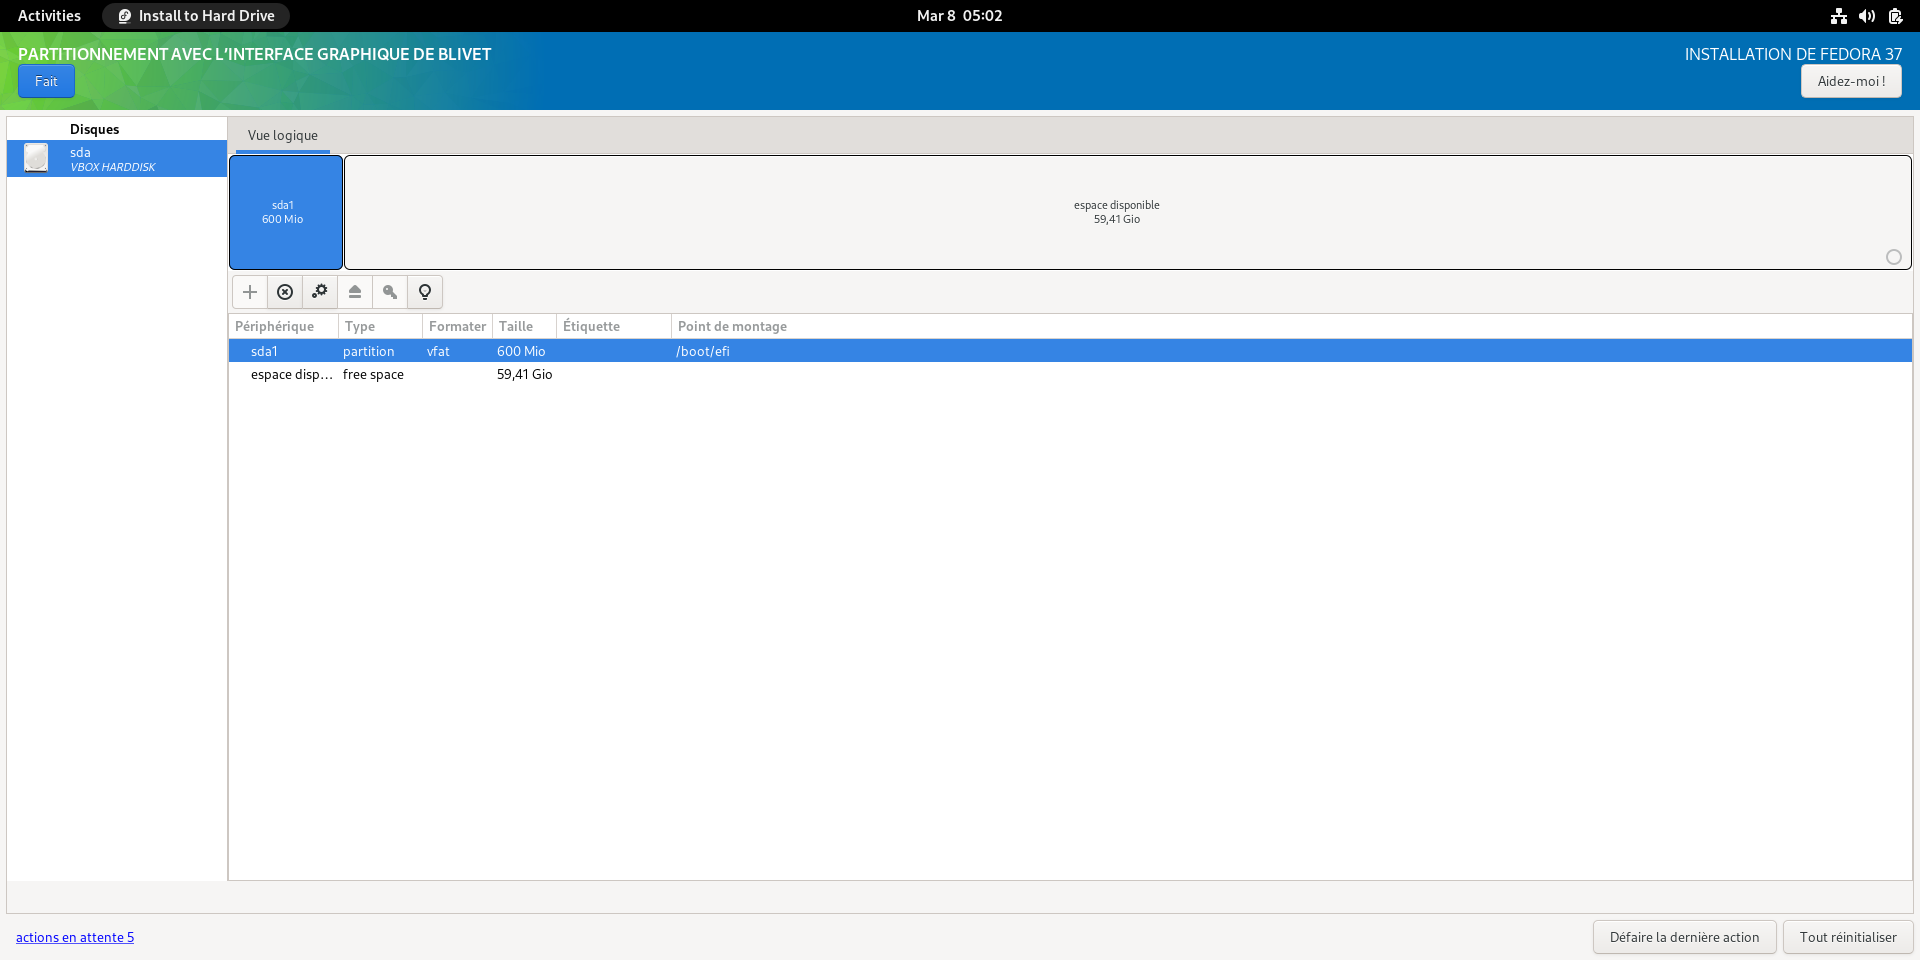 Activities
Install to Hard Drive
Mar 8 05:02
PARTITIONNEMENT AVEC L'INTERFACE GRAPHIQUE DE BLIVET
INSTALLATION DE FEDORA 37
Fait
Aidez-moi !
Disques
sda
VBOX HARDDISK
Vue logique
sda1
600 Mio
espace disponible
59,41 Gio
Périphérique Type Formater Taille Étiquette Point de montage
sda1 partition vfat 600 Mio /boot/efi
espace disp… free space 59,41 Gio
actions en attente 5
Défaire la dernière action
Tout réinitialiser